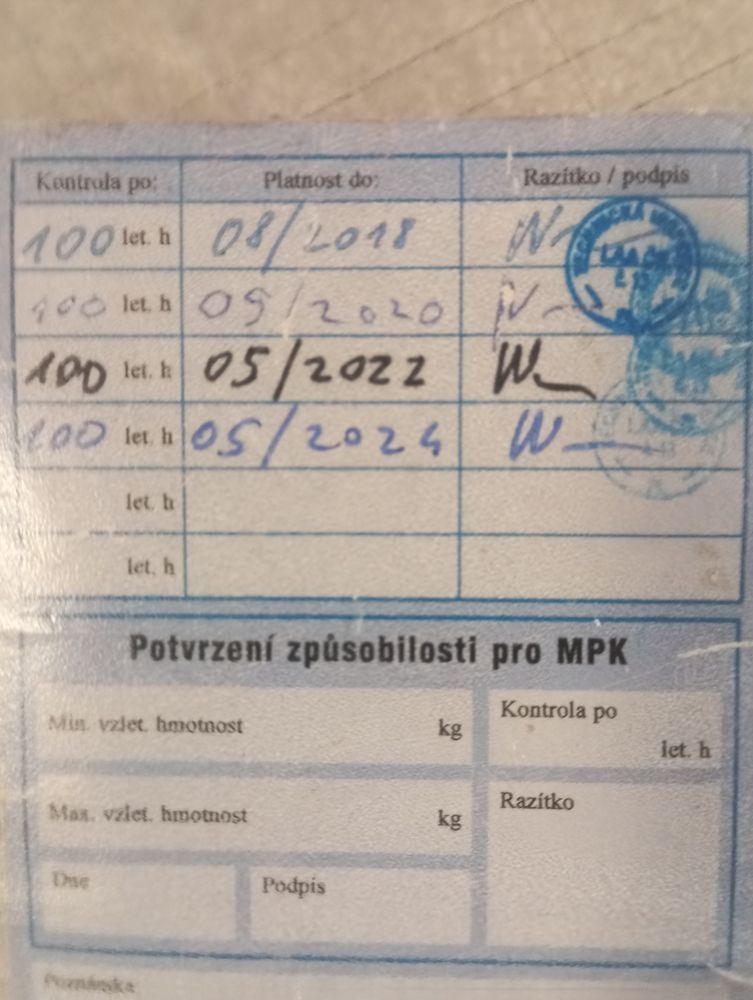 Kontrola po: Platnost do: Razítko / podpis
100 let. h 08/2018
100 let. h 05/2020
100 let. h 05/2022
100 let. h 05/2024
let. h
let. h
Potvrzení způsobilosti pro MPK
Min. vzlet. hmotnost kg
Kontrola po
let. h
Max. vzlet. hmotnost kg
Razítko
Dne
Podpis
Poznámka